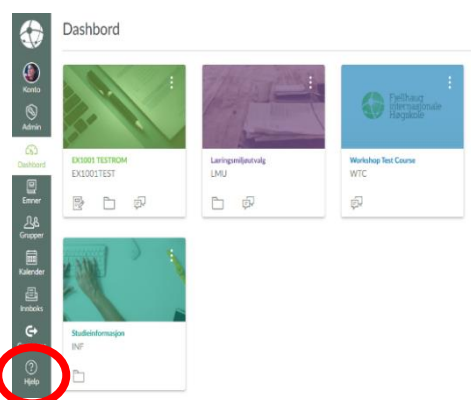 Dashbord
Konto
Admin
Dashbord
Emner
Grupper
Kalender
Innboks
Hjelp
EX1001 TESTROM
EX1001TEST
Læringsmiljøutvalg
LMU
Fjellhaug
Internasjonale
Høgskole
Workshop Test Course
WTC
Studieinformasjon
INF